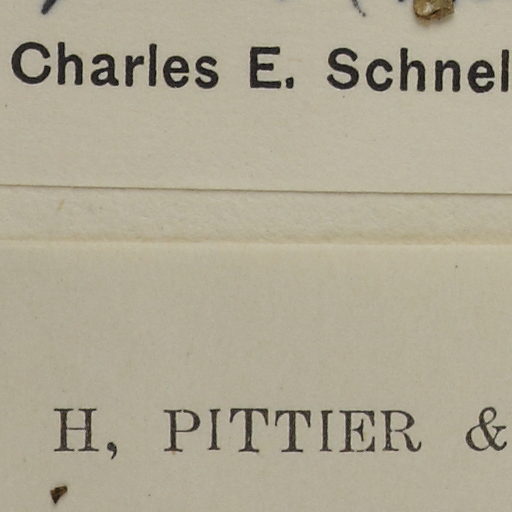 Charles E. Schnel
H, PITTIER &